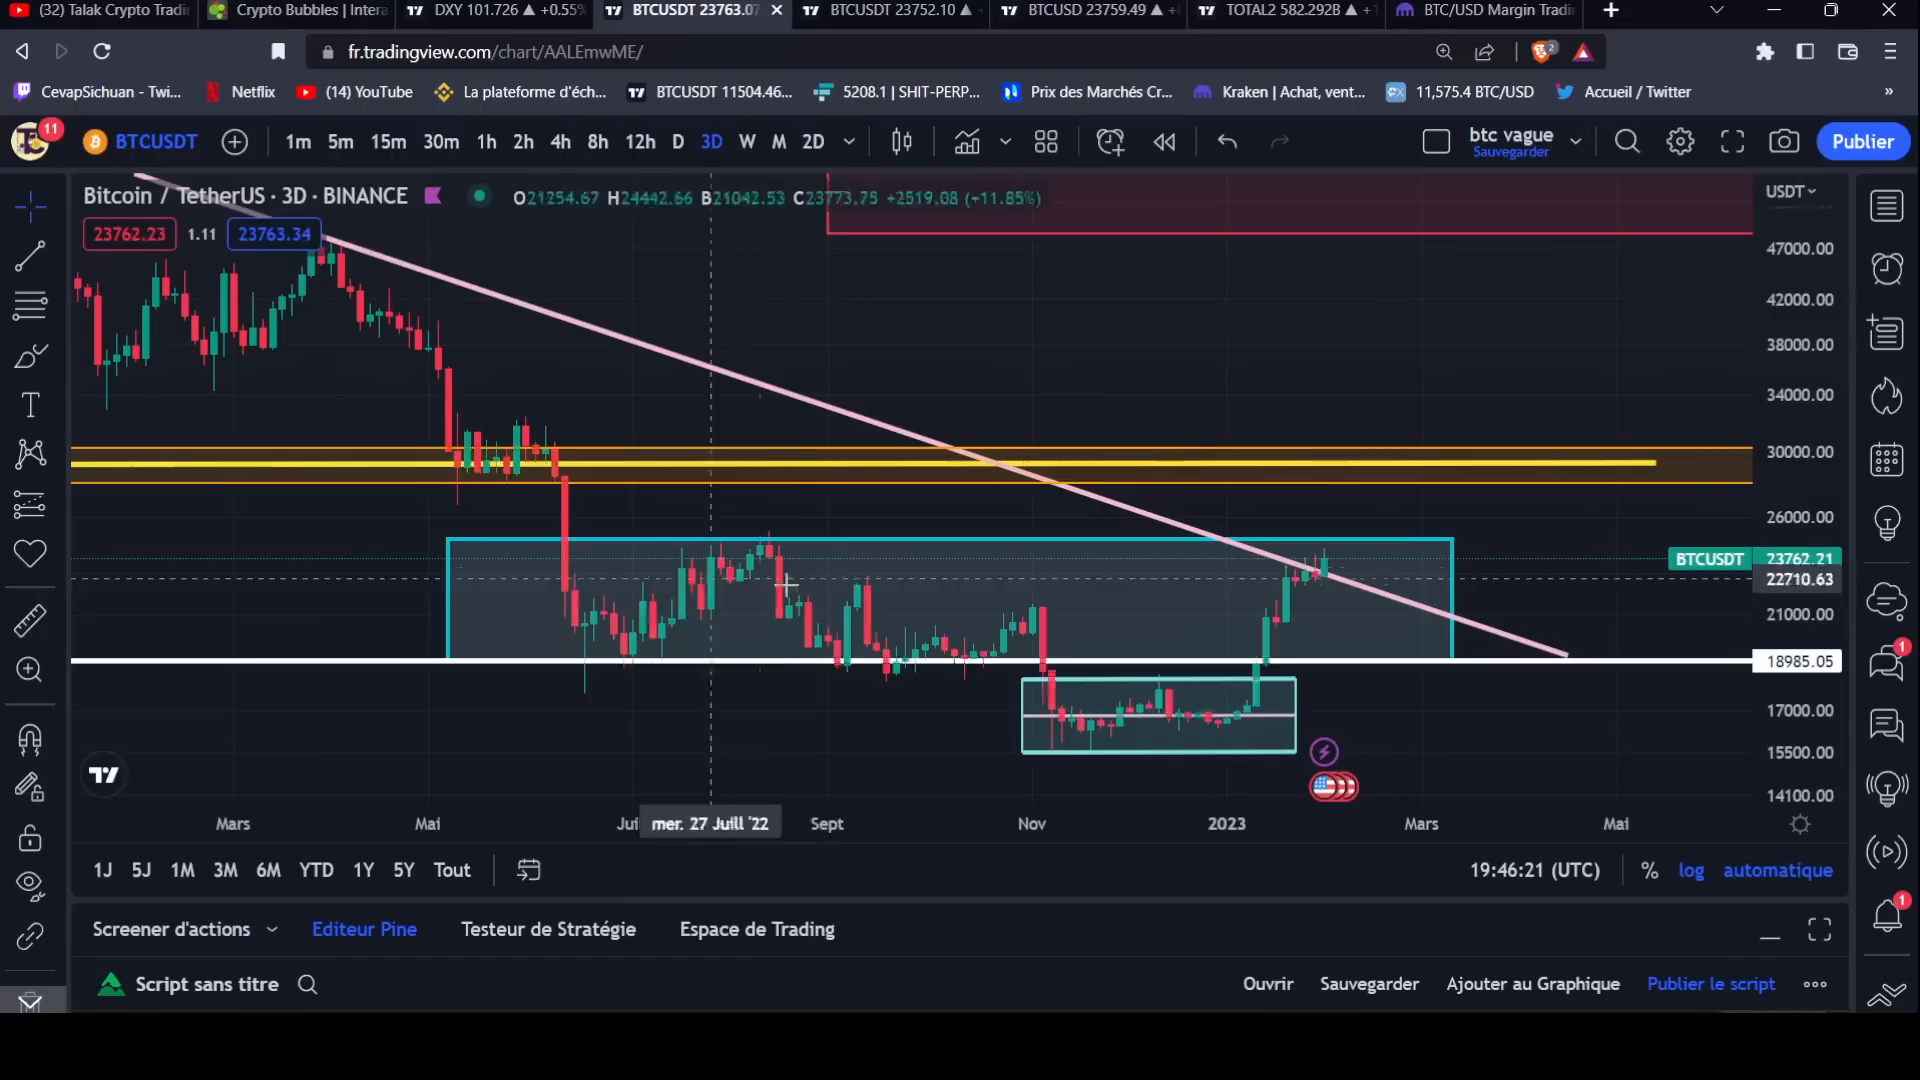 (32) Talak Crypto Tradi
Crypto Bubbles | Intera
DXY 101.726 ▲ +0.55%
BTCUSDT 23763.07
BTCUSDT 23752.10 ▲
BTCUSD 23759.49 ▲ +
TOTAL2 582.292B ▲ +1
BTC/USD Margin Tradi
fr.tradingview.com/chart/AALEmwME/
2
CevapSichuan - Twi...
Netflix
(14) YouTube
La plateforme d'éch...
BTCUSDT 11504.46...
5208.1 | SHIT-PERP...
Prix des Marchés Cr...
Kraken | Achat, vent...
11,575.4 BTC/USD
Accueil / Twitter
»
11
BTCUSDT
1m 5m 15m 30m 1h 2h 4h 8h 12h D 3D W M 2D
btc vague
Sauvegarder
Publier
Bitcoin / TetherUS · 3D · BINANCE
H24442.66 B21042.53 +2519.08
USDT
23762.23 1.11 23763.34
47000.00
42000.00
38000.00
34000.00
30000.00
26000.00
BTCUSDT 23762.21
22710.63
21000.00
18985.05
17000.00
15500.00
14100.00
Mars Mai Jui mer. 27 Juill '22 Sept Nov 2023 Mars Mai
1J 5J 1M 3M 6M YTD 1Y 5Y Tout
19:46:21 (UTC) % log automatique
Screener d'actions Editeur Pine Testeur de Stratégie Espace de Trading
Script sans titre
Ouvrir Sauvegarder Ajouter au Graphique Publier le script
1
1